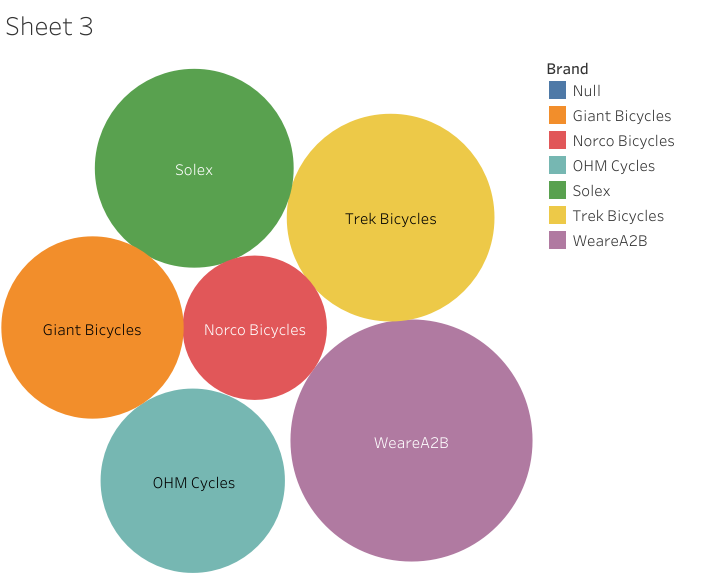 Sheet 3
Brand
Null
Giant Bicycles
Norco Bicycles
OHM Cycles
Solex
Trek Bicycles
WeareA2B
Solex
Trek Bicycles
Giant Bicycles
Norco Bicycles
WeareA2B
OHM Cycles